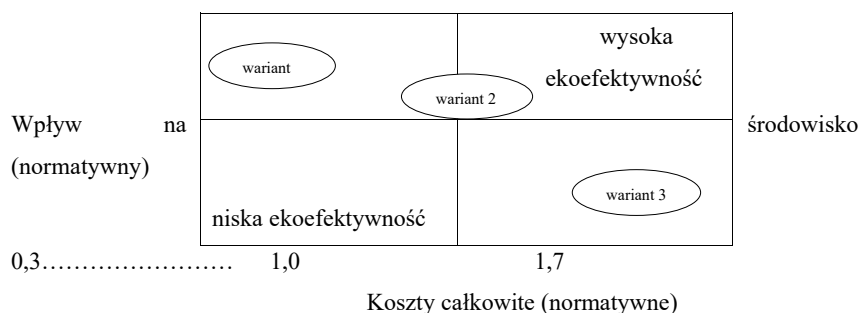 wysoka
ekoefektywność
wariant
wariant 2
Wpływ na środowisko
(normatywny)
wariant 3
niska ekoefektywność
0,3…………………… 1,0 1,7
Koszty całkowite (normatywne)